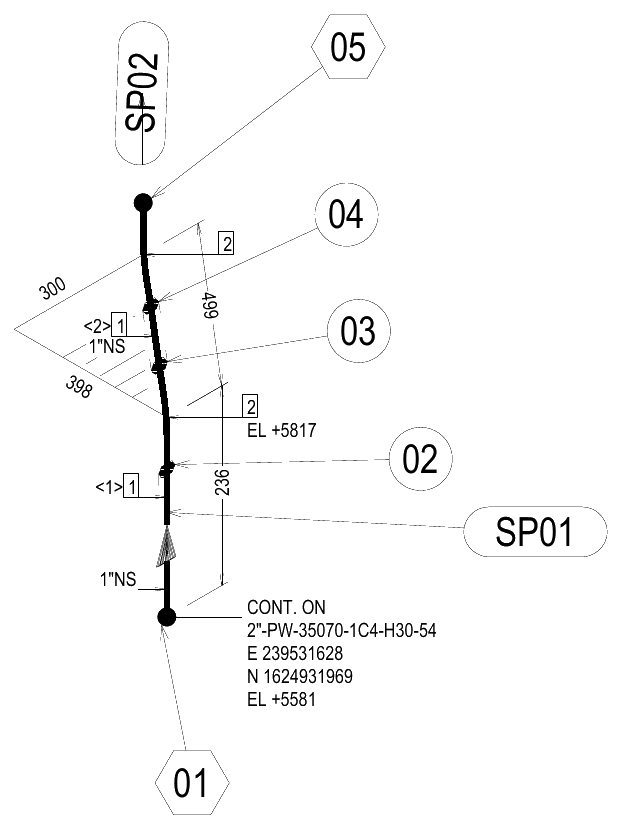 SP02
05
04
2
300
499
<2> 1
1"NS
03
398
2
EL +5817
02
236
<1> 1
SP01
1"NS
CONT. ON
2"-PW-35070-1C4-H30-54
E 239531628
N 1624931969
EL +5581
01